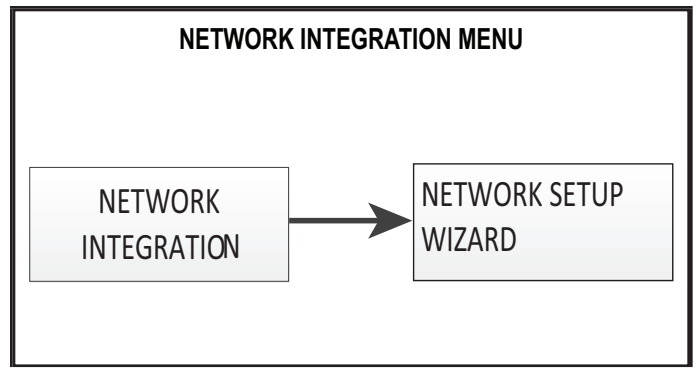 NETWORK INTEGRATION MENU
NETWORK
INTEGRATION
NETWORK SETUP
WIZARD